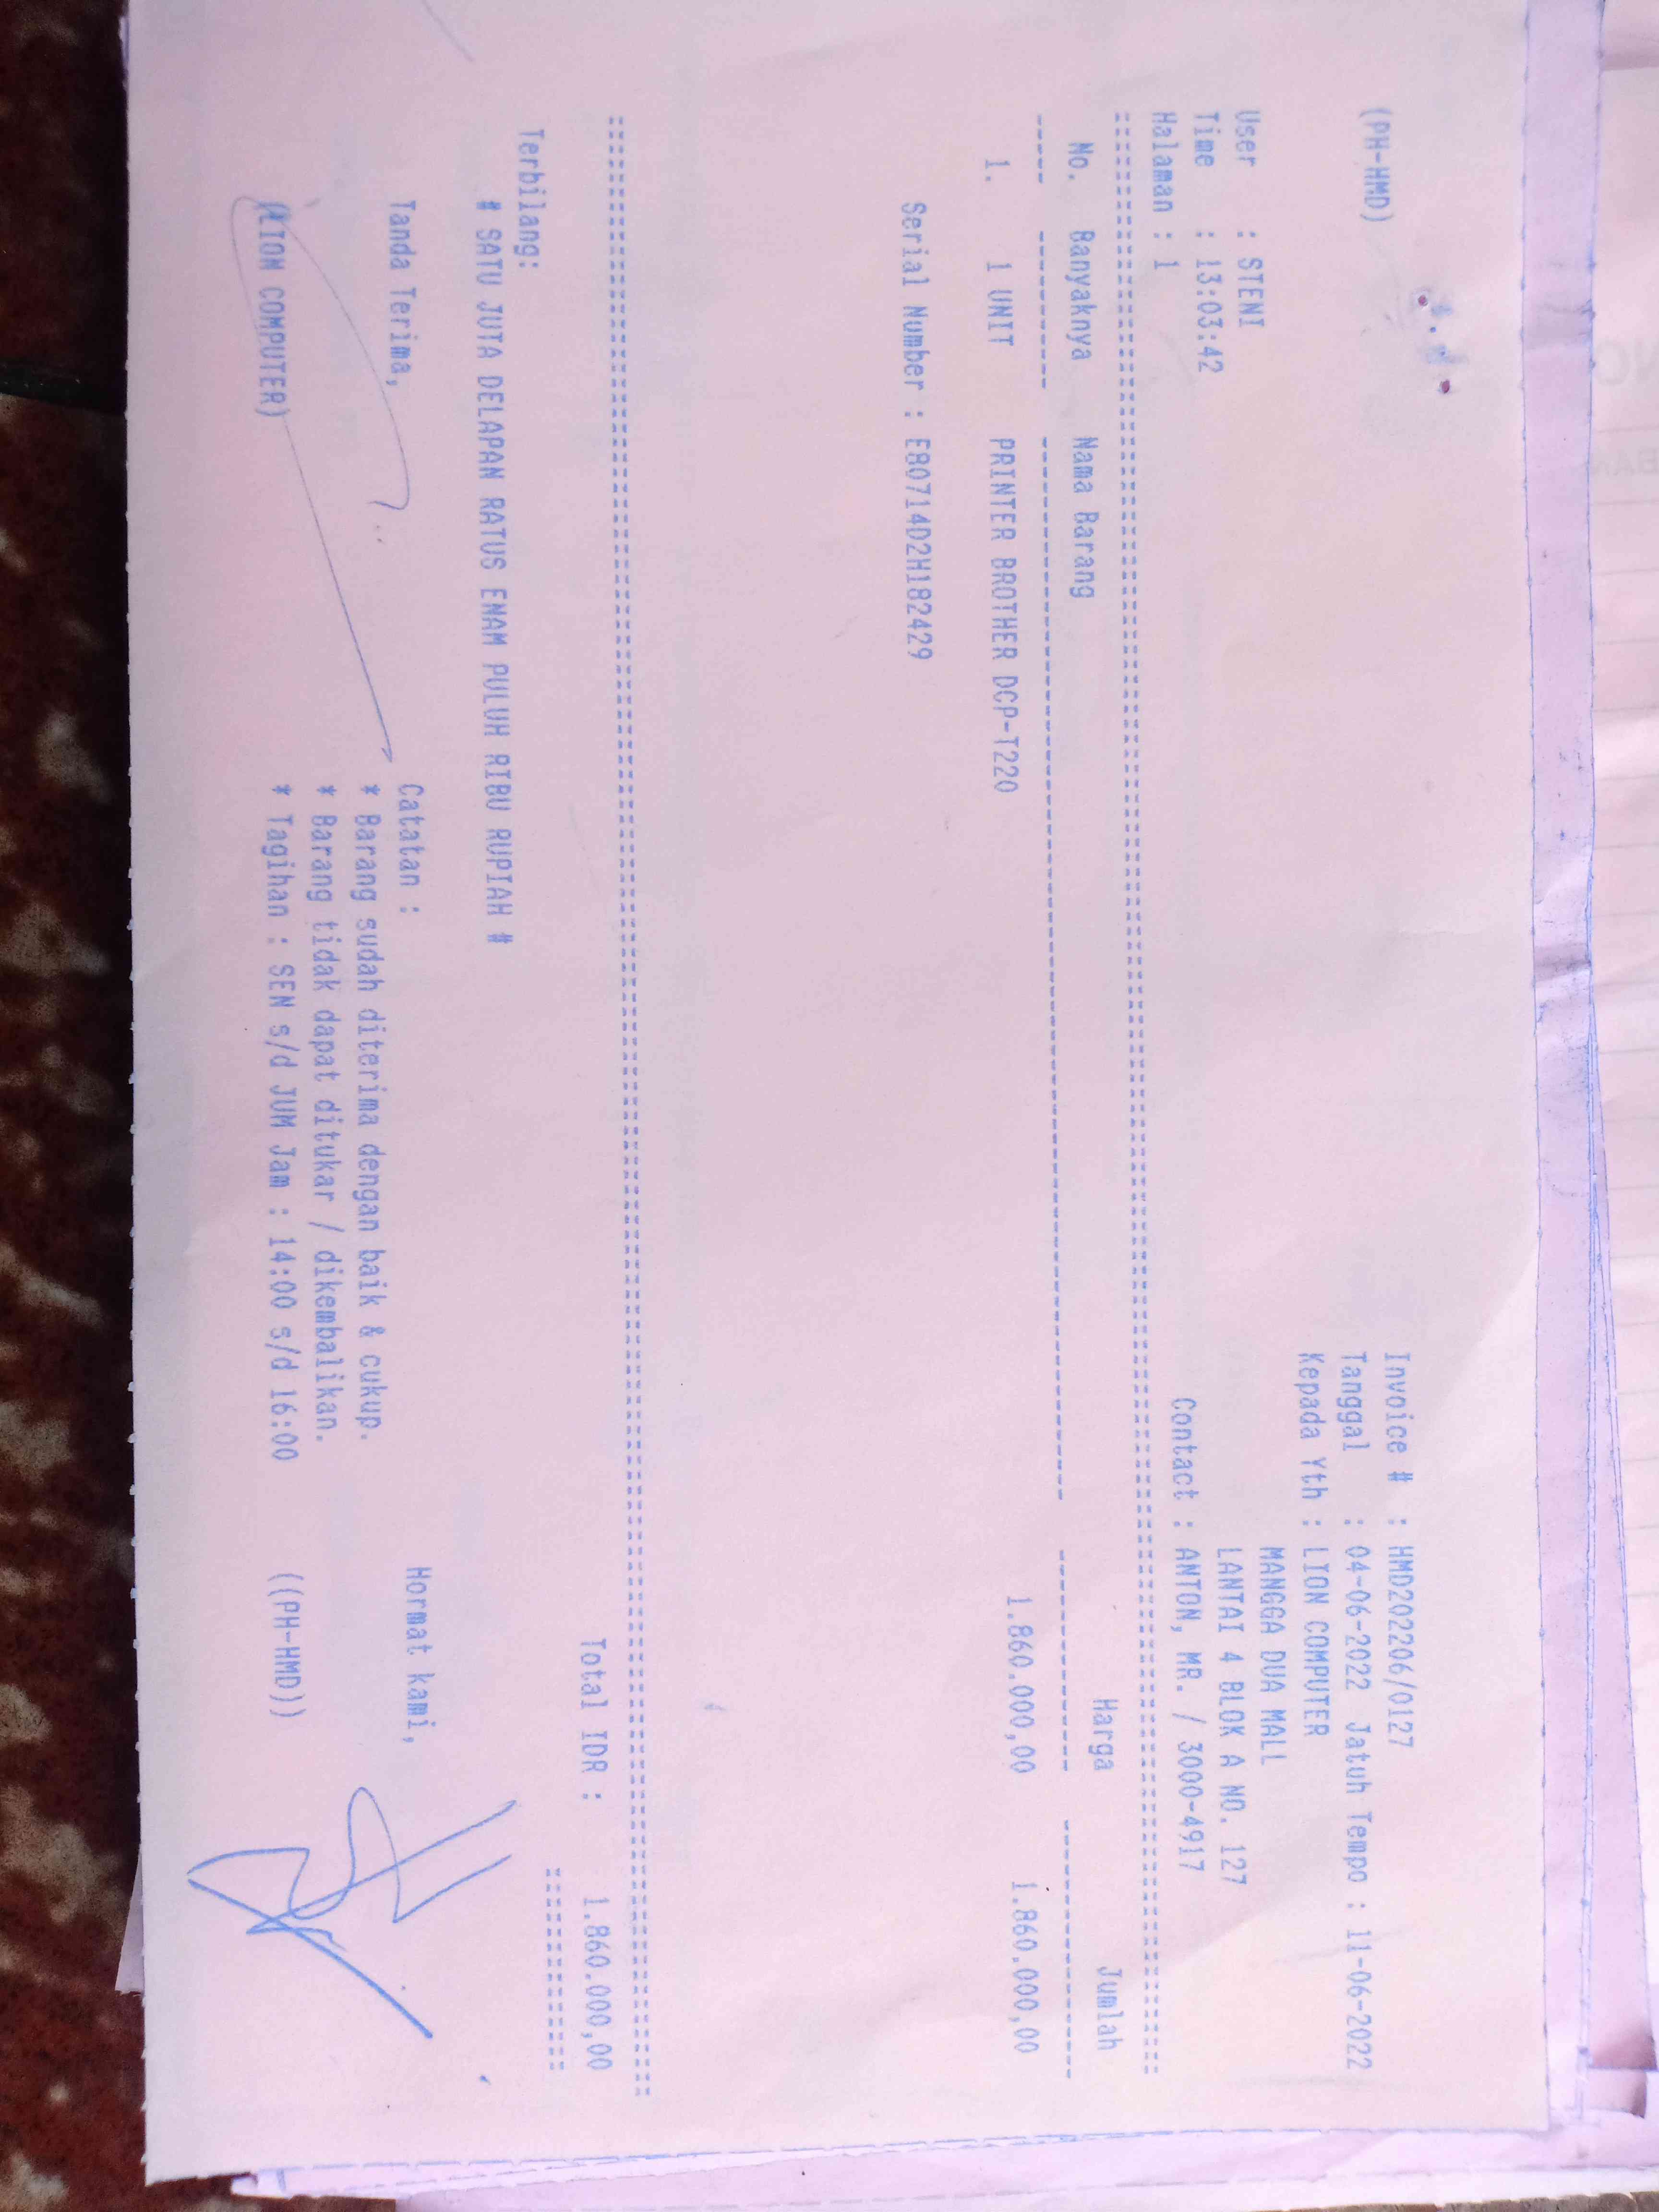 (PH-HMD)
Invoice # : HMD202206/0127
Tanggal : 04-06-2022 Jatuh Tempo : 11-06-2022
Kepada Yth : LION COMPUTER
MANGGA DUA MALL
LANTAI 4 BLOK A NO. 127
Contact : ANTON, MR. / 3000-4917
User : STENI
Time : 13:03:42
Halaman : 1
No. Banyaknya Nama Barang Harga Jumlah
1. 1 UNIT PRINTER BROTHER DCP-T220 1.860.000,00 1.860.000,00
Serial Number : E80714D2H182429
Total IDR : 1.860.000,00
Terbilang:
# SATU JUTA DELAPAN RATUS ENAM PULUH RIBU RUPIAH #
Tanda Terima, Catatan : Hormat kami,
* Barang sudah diterima dengan baik & cukup.
* Barang tidak dapat ditukar / dikembalikan.
(LION COMPUTER) * Tagihan : SEN s/d JUM Jam : 14:00 s/d 16:00 ((PH-HMD))